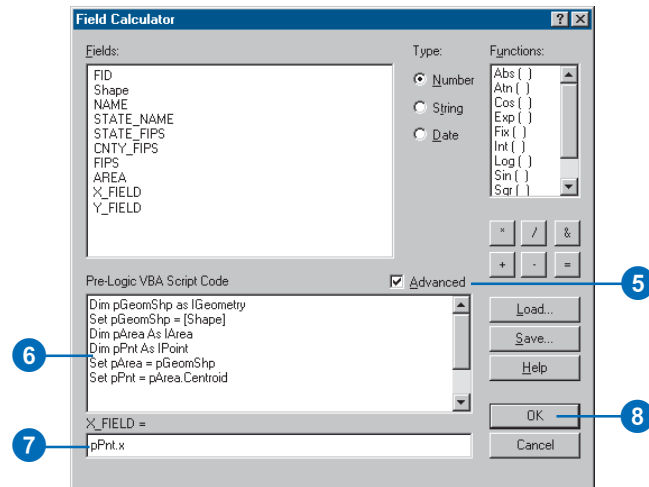 Field Calculator
Fields:
Type:
Functions:
FID
Shape
NAME
STATE_NAME
STATE_FIPS
CNTY_FIPS
FIPS
AREA
X_FIELD
Y_FIELD
Number
String
Date
Abs ( )
Atn ( )
Cos ( )
Exp ( )
Fix ( )
Int ( )
Log ( )
Sin ( )
Sqr ( )
* / &
+ - =
Pre-Logic VBA Script Code
Advanced
5
Dim pGeomShp as IGeometry
Set pGeomShp = [Shape]
Dim pArea As IArea
Dim pPnt As IPoint
Set pArea = pGeomShp
Set pPnt = pArea.Centroid
6
Load...
Save...
Help
X_FIELD =
7
pPnt.x
OK
8
Cancel